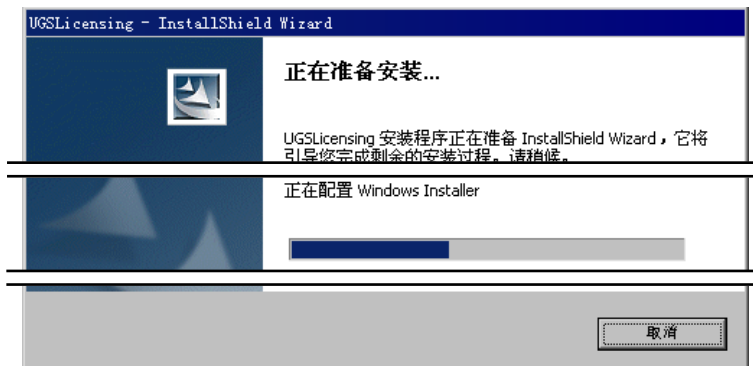 UGSLicensing - InstallShield Wizard
正在准备安装...
UGSLicensing 安装程序正在准备 InstallShield Wizard，它将
引导您完成剩余的安装过程。请稍候。
正在配置 Windows Installer
取消